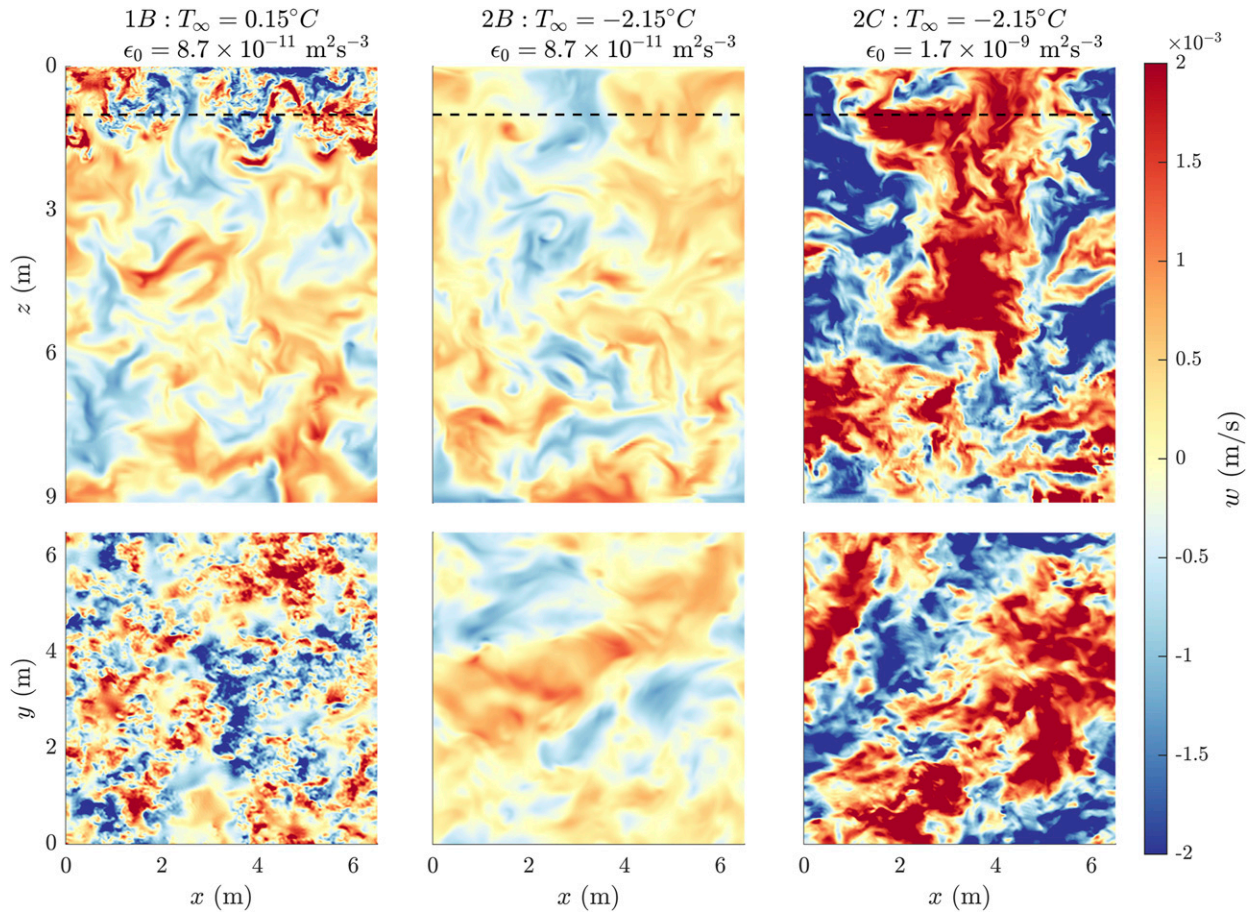 1B : T∞ = 0.15°C
ϵ0 = 8.7 × 10−11 m2s−3
2B : T∞ = −2.15°C
ϵ0 = 8.7 × 10−11 m2s−3
2C : T∞ = −2.15°C
ϵ0 = 1.7 × 10−9 m2s−3
×10−3
0
3
6
9
z (m)
6
4
2
0
y (m)
0
2
4
6
x (m)
0
2
4
6
x (m)
0
2
4
6
x (m)
2
1.5
1
0.5
0
-0.5
-1
-1.5
-2
w (m/s)